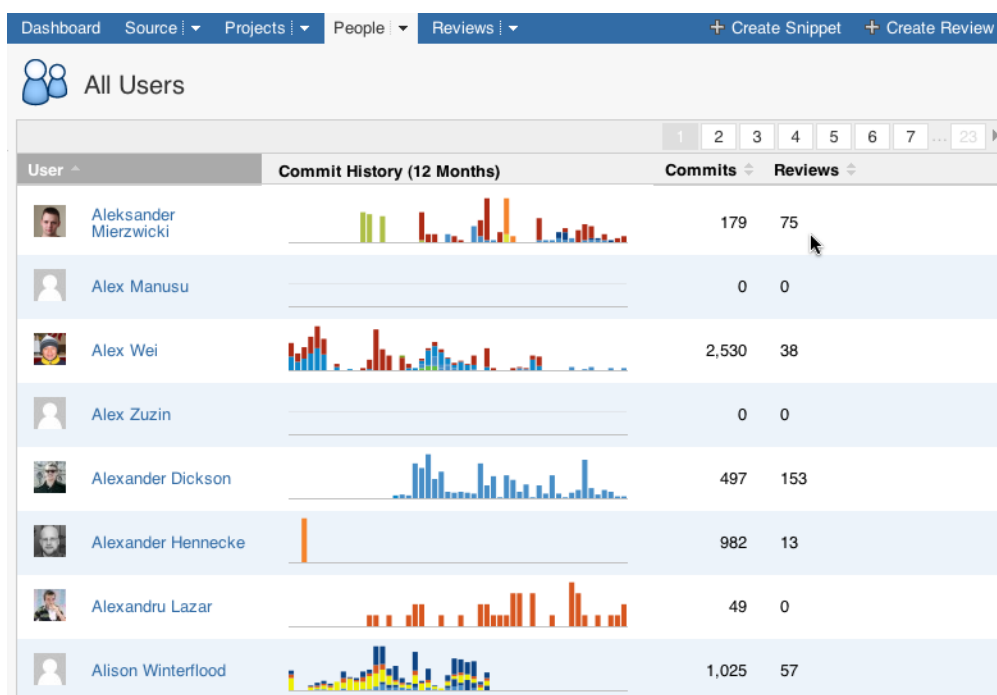 Dashboard Source Projects People Reviews + Create Snippet + Create Review
All Users
1 2 3 4 5 6 7 ... 23
User Commit History (12 Months) Commits Reviews
Aleksander
Mierzwicki 179 75
Alex Manusu 0 0
Alex Wei 2,530 38
Alex Zuzin 0 0
Alexander Dickson 497 153
Alexander Hennecke 982 13
Alexandru Lazar 49 0
Alison Winterflood 1,025 57